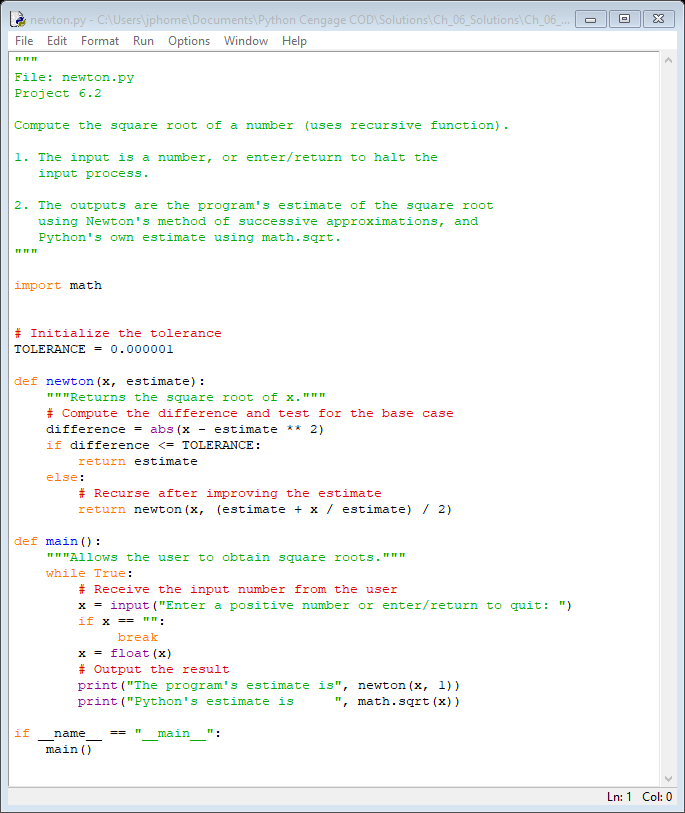 newton.py - C:\Users\jphome\Documents\Python Cengage COD\Solutions\Ch_06_Solutions\Ch_06_...
File Edit Format Run Options Window Help
"""
File: newton.py
Project 6.2

Compute the square root of a number (uses recursive function).

1. The input is a number, or enter/return to halt the
   input process.

2. The outputs are the program's estimate of the square root
   using Newton's method of successive approximations, and
   Python's own estimate using math.sqrt.
"""

import math


# Initialize the tolerance
TOLERANCE = 0.000001

def newton(x, estimate):
    """Returns the square root of x."""
    # Compute the difference and test for the base case
    difference = abs(x - estimate ** 2)
    if difference <= TOLERANCE:
        return estimate
    else:
        # Recurse after improving the estimate
        return newton(x, (estimate + x / estimate) / 2)

def main():
    """Allows the user to obtain square roots."""
    while True:
        # Receive the input number from the user
        x = input("Enter a positive number or enter/return to quit: ")
        if x == "":
             break
        x = float(x)
        # Output the result
        print("The program's estimate is", newton(x, 1))
        print("Python's estimate is     ", math.sqrt(x))

if __name__ == "__main__":
    main()
Ln: 1 Col: 0